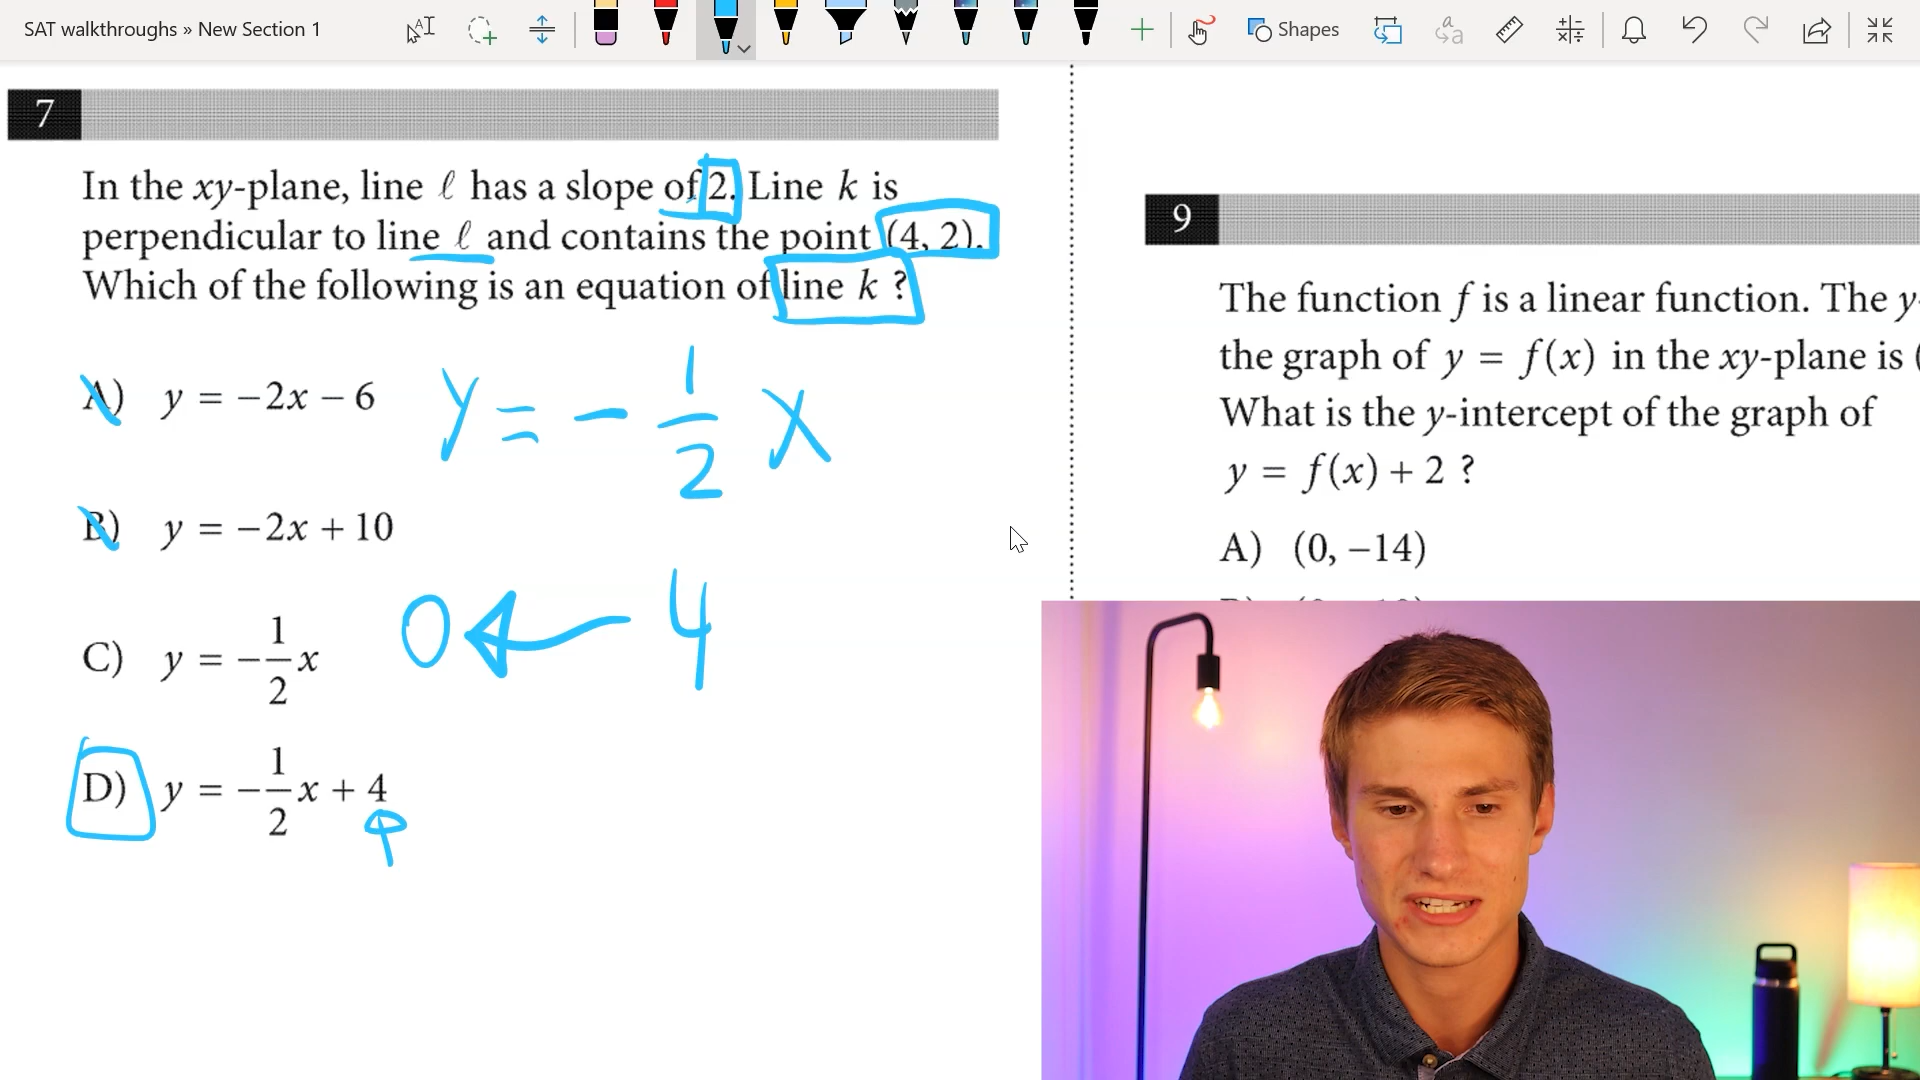 SAT walkthroughs » New Section 1
Shapes
7
In the xy-plane, line ℓ has a slope of 2. Line k is
perpendicular to line ℓ and contains the point (4, 2).
Which of the following is an equation of line k ?
A) y = −2x − 6
y = − 1/2 x
B) y = −2x + 10
0 4
C) y = −1/2x
D) y = −1/2x + 4
9
The function f is a linear function. The y-
the graph of y = f(x) in the xy-plane is (
What is the y-intercept of the graph of
y = f(x) + 2 ?
A) (0, −14)